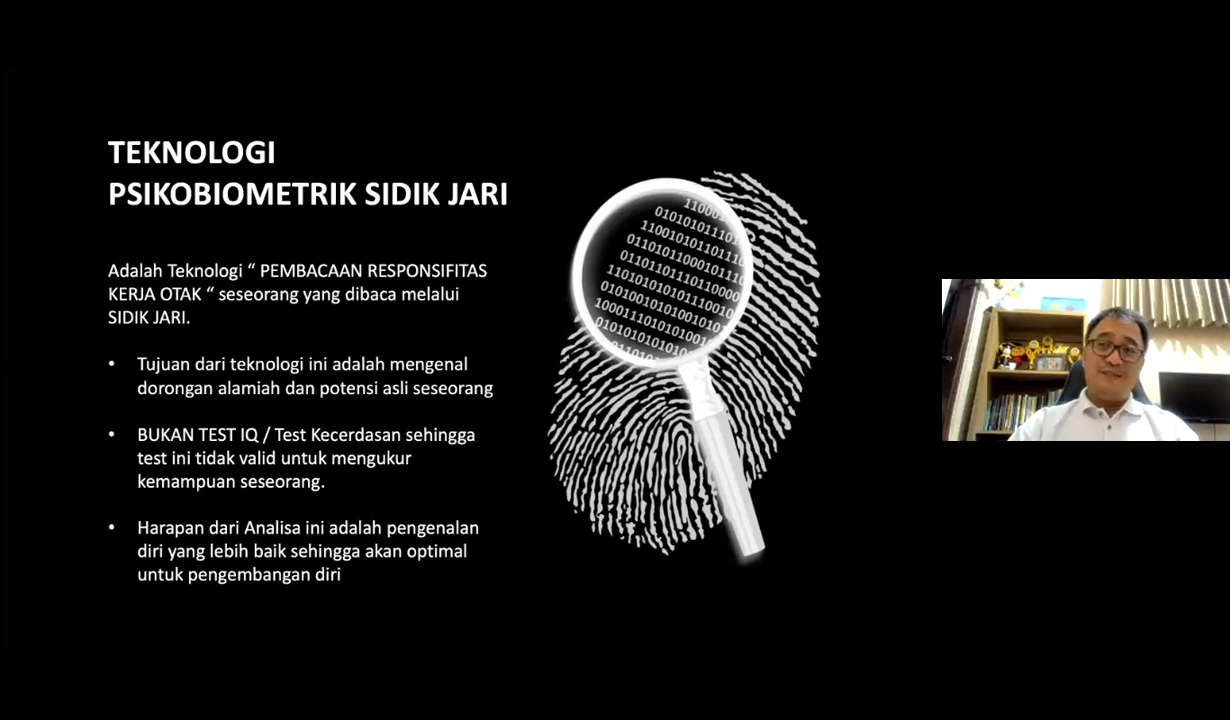 TEKNOLOGI
PSIKOBIOMETRIK SIDIK JARI
Adalah Teknologi “ PEMBACAAN RESPONSIFITAS
KERJA OTAK “ seseorang yang dibaca melalui
SIDIK JARI.
• Tujuan dari teknologi ini adalah mengenal
dorongan alamiah dan potensi asli seseorang
• BUKAN TEST IQ / Test Kecerdasan sehingga
test ini tidak valid untuk mengukur
kemampuan seseorang.
• Harapan dari Analisa ini adalah pengenalan
diri yang lebih baik sehingga akan optimal
untuk pengembangan diri